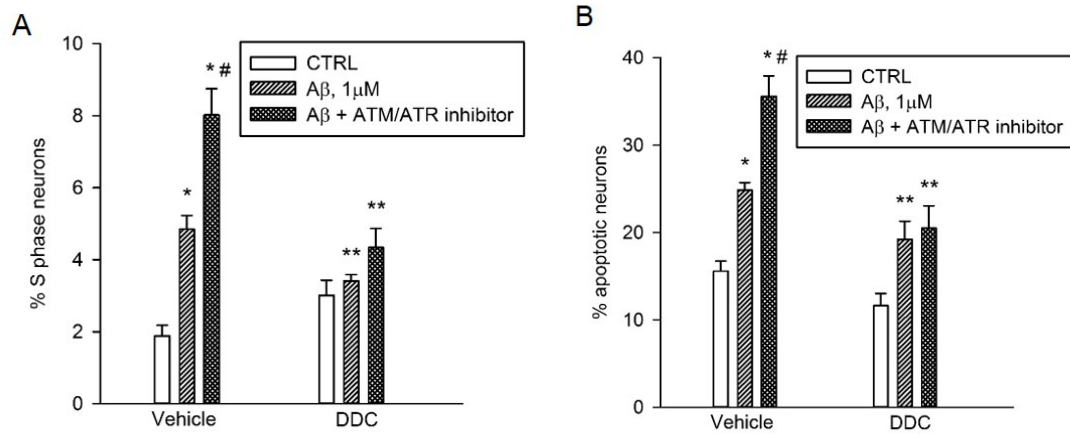 A
% S phase neurons
10
8
6
4
2
0
CTRL
Aβ, 1μM
Aβ + ATM/ATR inhibitor
*
* #
**
**
Vehicle
DDC
B
% apoptotic neurons
40
30
20
10
0
CTRL
Aβ, 1μM
Aβ + ATM/ATR inhibitor
*
* #
**
**
Vehicle
DDC